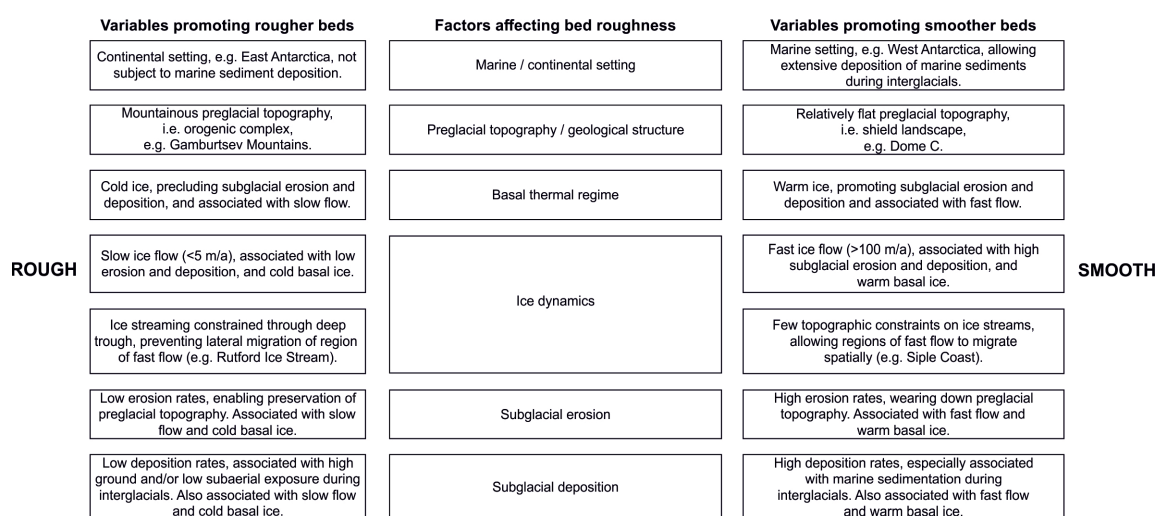 Variables promoting rougher beds
Factors affecting bed roughness
Variables promoting smoother beds
Continental setting, e.g. East Antarctica, not
subject to marine sediment deposition.
Marine / continental setting
Marine setting, e.g. West Antarctica, allowing
extensive deposition of marine sediments
during interglacials.
Mountainous preglacial topography,
i.e. orogenic complex,
e.g. Gamburtsev Mountains.
Preglacial topography / geological structure
Relatively flat preglacial topography,
i.e. shield landscape,
e.g. Dome C.
Cold ice, precluding subglacial erosion and
deposition, and associated with slow flow.
Basal thermal regime
Warm ice, promoting subglacial erosion and
deposition and associated with fast flow.
ROUGH
Slow ice flow (<5 m/a), associated with low
erosion and deposition, and cold basal ice.
Ice dynamics
Fast ice flow (>100 m/a), associated with high
subglacial erosion and deposition, and
warm basal ice.
SMOOTH
Ice streaming constrained through deep
trough, preventing lateral migration of region
of fast flow (e.g. Rutford Ice Stream).
Few topographic constraints on ice streams,
allowing regions of fast flow to migrate
spatially (e.g. Siple Coast).
Low erosion rates, enabling preservation of
preglacial topography. Associated with slow
flow and cold basal ice.
Subglacial erosion
High erosion rates, wearing down preglacial
topography. Associated with fast flow and
warm basal ice.
Low deposition rates, associated with high
ground and/or low subaerial exposure during
interglacials. Also associated with slow flow
and cold basal ice.
Subglacial deposition
High deposition rates, especially associated
with marine sedimentation during
interglacials. Also associated with fast flow
and warm basal ice.